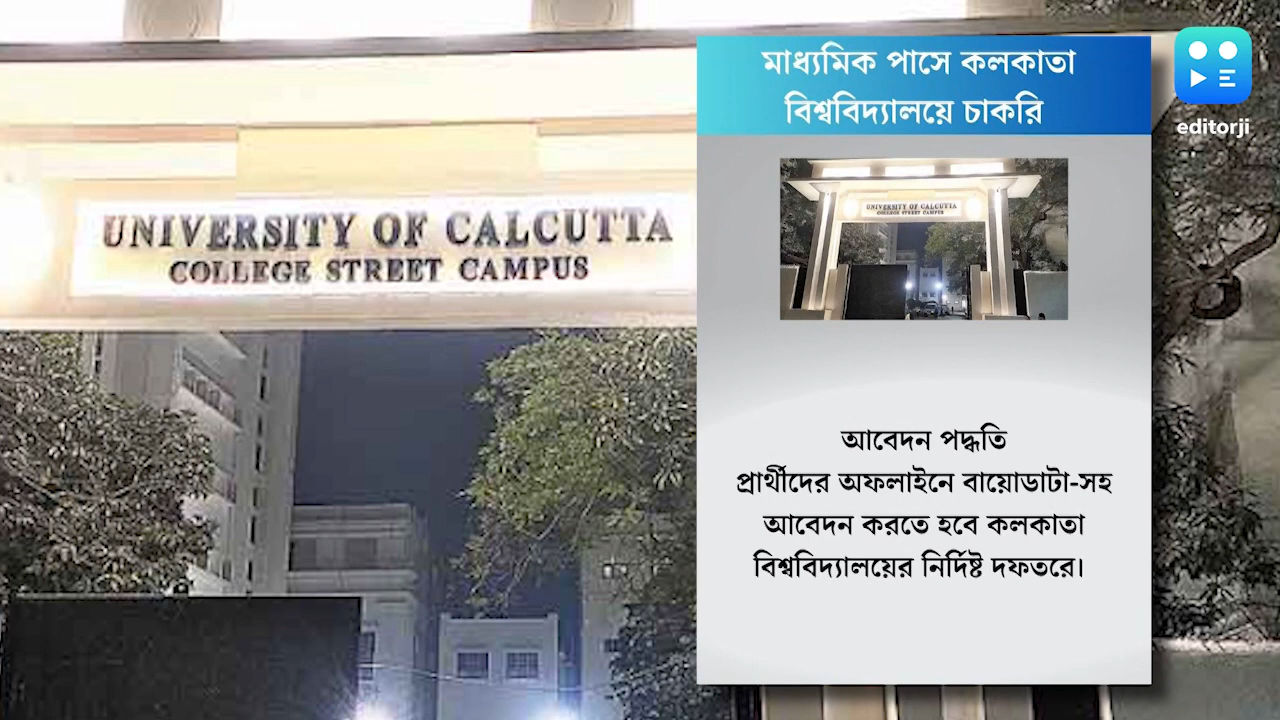 UNIVERSITY OF CALCUTTA
COLLEGE STREET CAMPUS
মাধ্যমিক পাসে কলকাতা
বিশ্ববিদ্যালয়ে চাকরি
editorji
UNIVERSITY OF CALCUTTA
COLLEGE STREET CAMPUS
আবেদন পদ্ধতি
প্রার্থীদের অফলাইনে বায়োডাটা-সহ
আবেদন করতে হবে কলকাতা
বিশ্ববিদ্যালয়ের নির্দিষ্ট দফতরে।